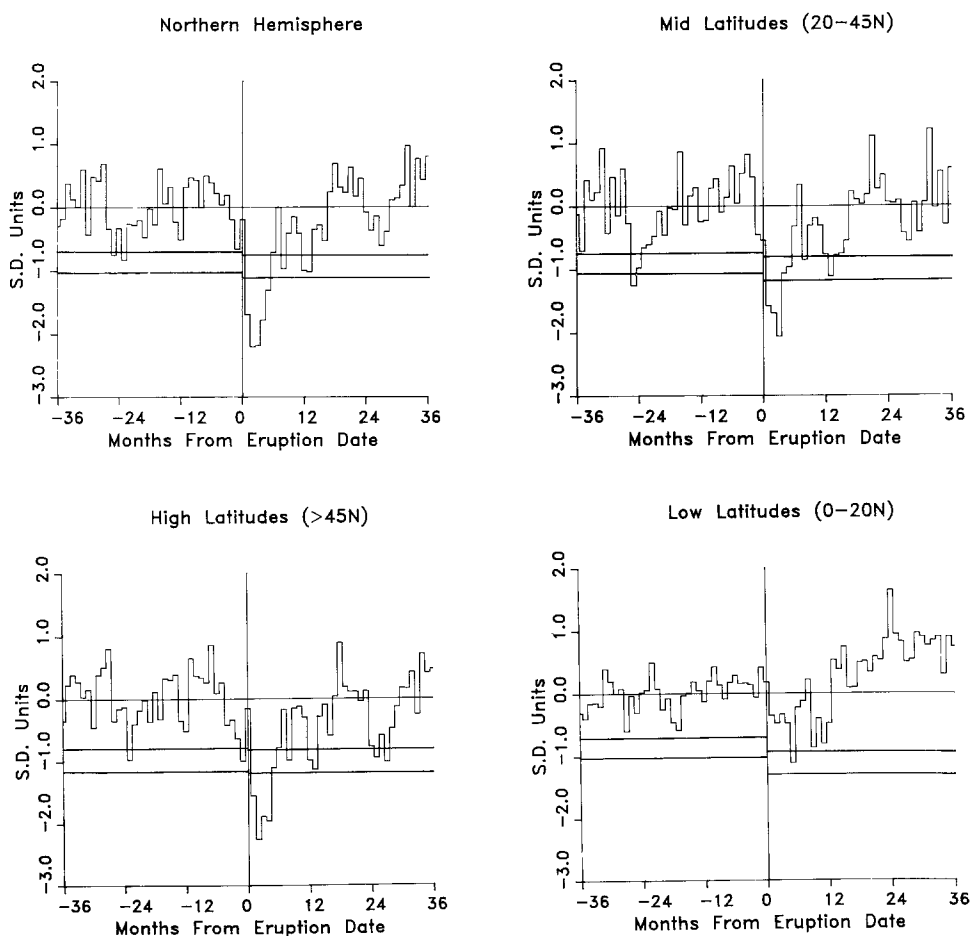 Northern Hemisphere
S.D. Units
2.0
1.0
0.0
-1.0
-2.0
-3.0
-36 -24 -12 0 12 24 36
Months From Eruption Date
Mid Latitudes (20-45N)
S.D. Units
2.0
1.0
0.0
-1.0
-2.0
-3.0
-36 -24 -12 0 12 24 36
Months From Eruption Date
High Latitudes (>45N)
S.D. Units
2.0
1.0
0.0
-1.0
-2.0
-3.0
-36 -24 -12 0 12 24 36
Months From Eruption Date
Low Latitudes (0-20N)
S.D. Units
2.0
1.0
0.0
-1.0
-2.0
-3.0
-36 -24 -12 0 12 24 36
Months From Eruption Date